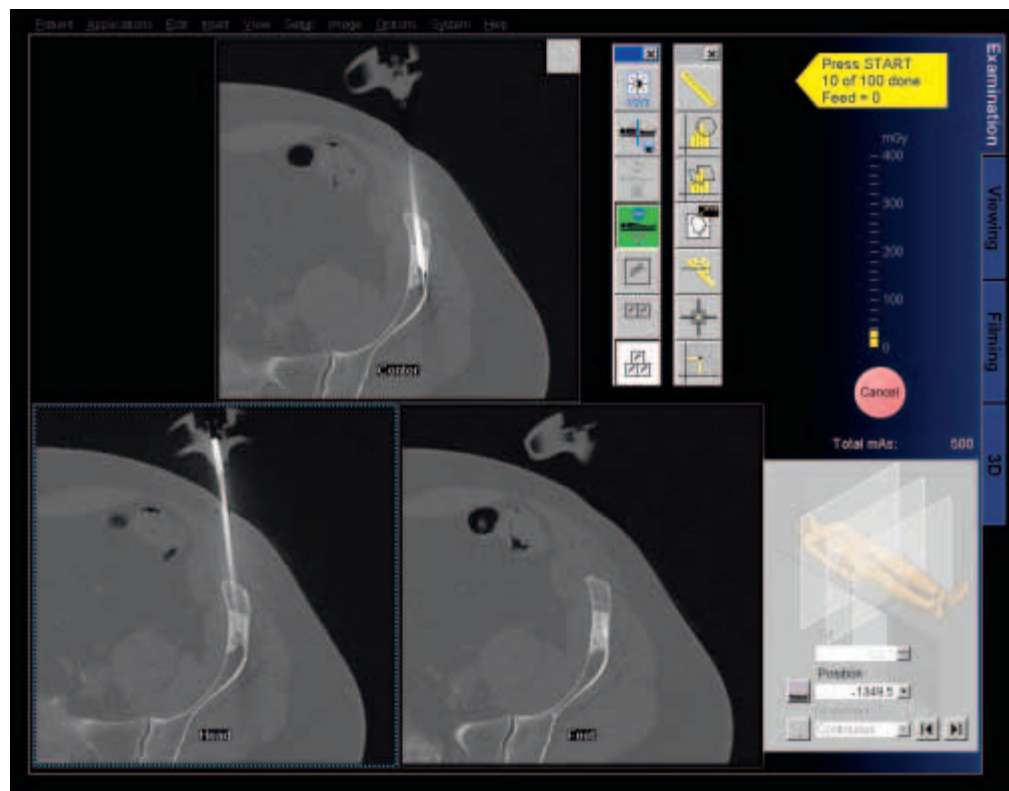 Patient Applications Edit Insert View Setup Image Options System Help
Press START
10 of 100 done
Feed = 0
Examination
Viewing
Filming
3D
mGy
400
300
200
100
0
Cancel
Total mAs: 500
Center
Head
Foot
Position
-1349.5
Continuous